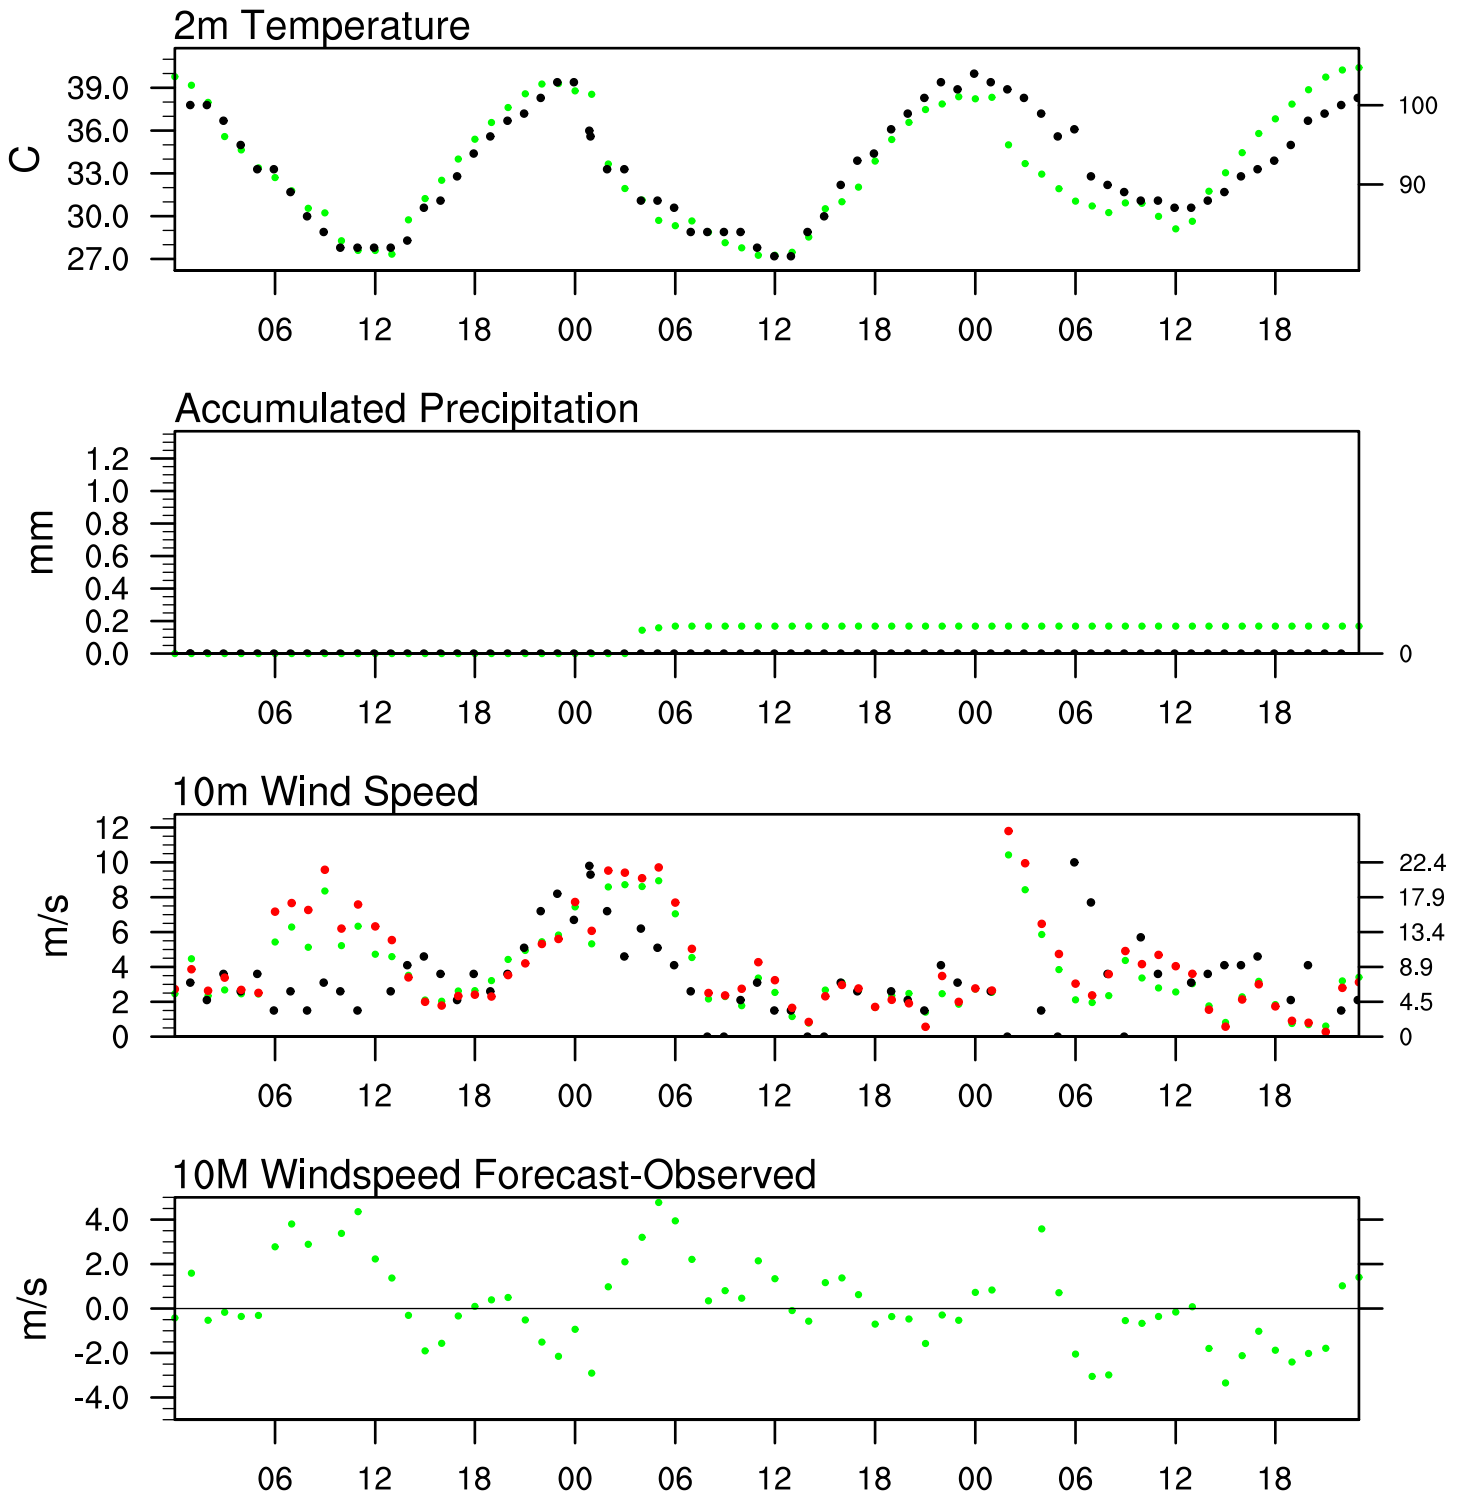 2m Temperature
39.0
36.0
33.0
30.0
27.0
C
100
90
06 12 18 00 06 12 18 00 06 12 18
Accumulated Precipitation
1.2
1.0
0.8
0.6
0.4
0.2
0.0
mm
0
06 12 18 00 06 12 18 00 06 12 18
10m Wind Speed
12
10
8
6
4
2
0
m/s
22.4
17.9
13.4
8.9
4.5
0
06 12 18 00 06 12 18 00 06 12 18
10M Windspeed Forecast-Observed
4.0
2.0
0.0
-2.0
-4.0
m/s
06 12 18 00 06 12 18 00 06 12 18